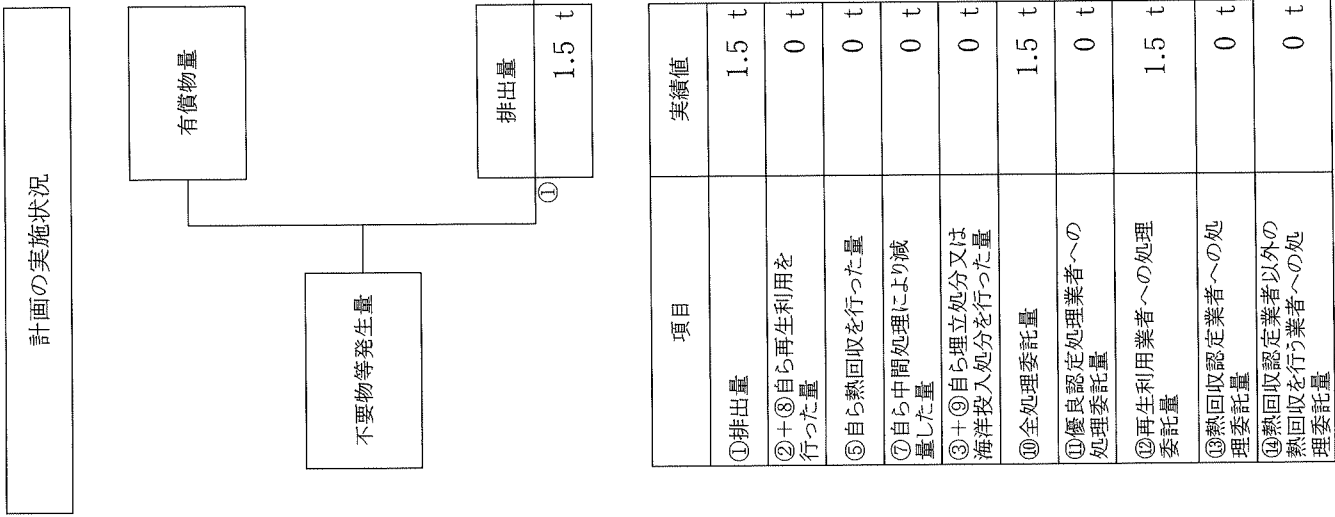 計画の実施状況
有償物量
不要物等発生量
排出量
①
1.5 t
項目 実績値
①排出量 1.5 t
②+⑧自ら再生利用を
行った量 0 t
⑤自ら熱回収を行った量 0 t
⑦自ら中間処理により減
量した量 0 t
③+⑨自ら埋立処分又は
海洋投入処分を行った量 0 t
⑩全処理委託量 1.5 t
⑪優良認定処理業者への
処理委託量 0 t
⑫再生利用業者への処理
委託量 1.5 t
⑬熱回収認定業者への処
理委託量 0 t
⑭熱回収認定業者以外の
熱回収を行う業者への処
理委託量 0 t